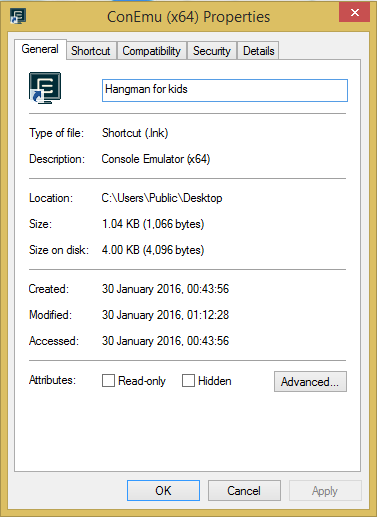 ConEmu (x64) Properties
General Shortcut Compatibility Security Details
Hangman for kids
Type of file: Shortcut (.lnk)
Description: Console Emulator (x64)
Location: C:\Users\Public\Desktop
Size: 1.04 KB (1,066 bytes)
Size on disk: 4.00 KB (4,096 bytes)
Created: 30 January 2016, 00:43:56
Modified: 30 January 2016, 01:12:28
Accessed: 30 January 2016, 00:43:56
Attributes: Read-only Hidden Advanced...
OK Cancel Apply